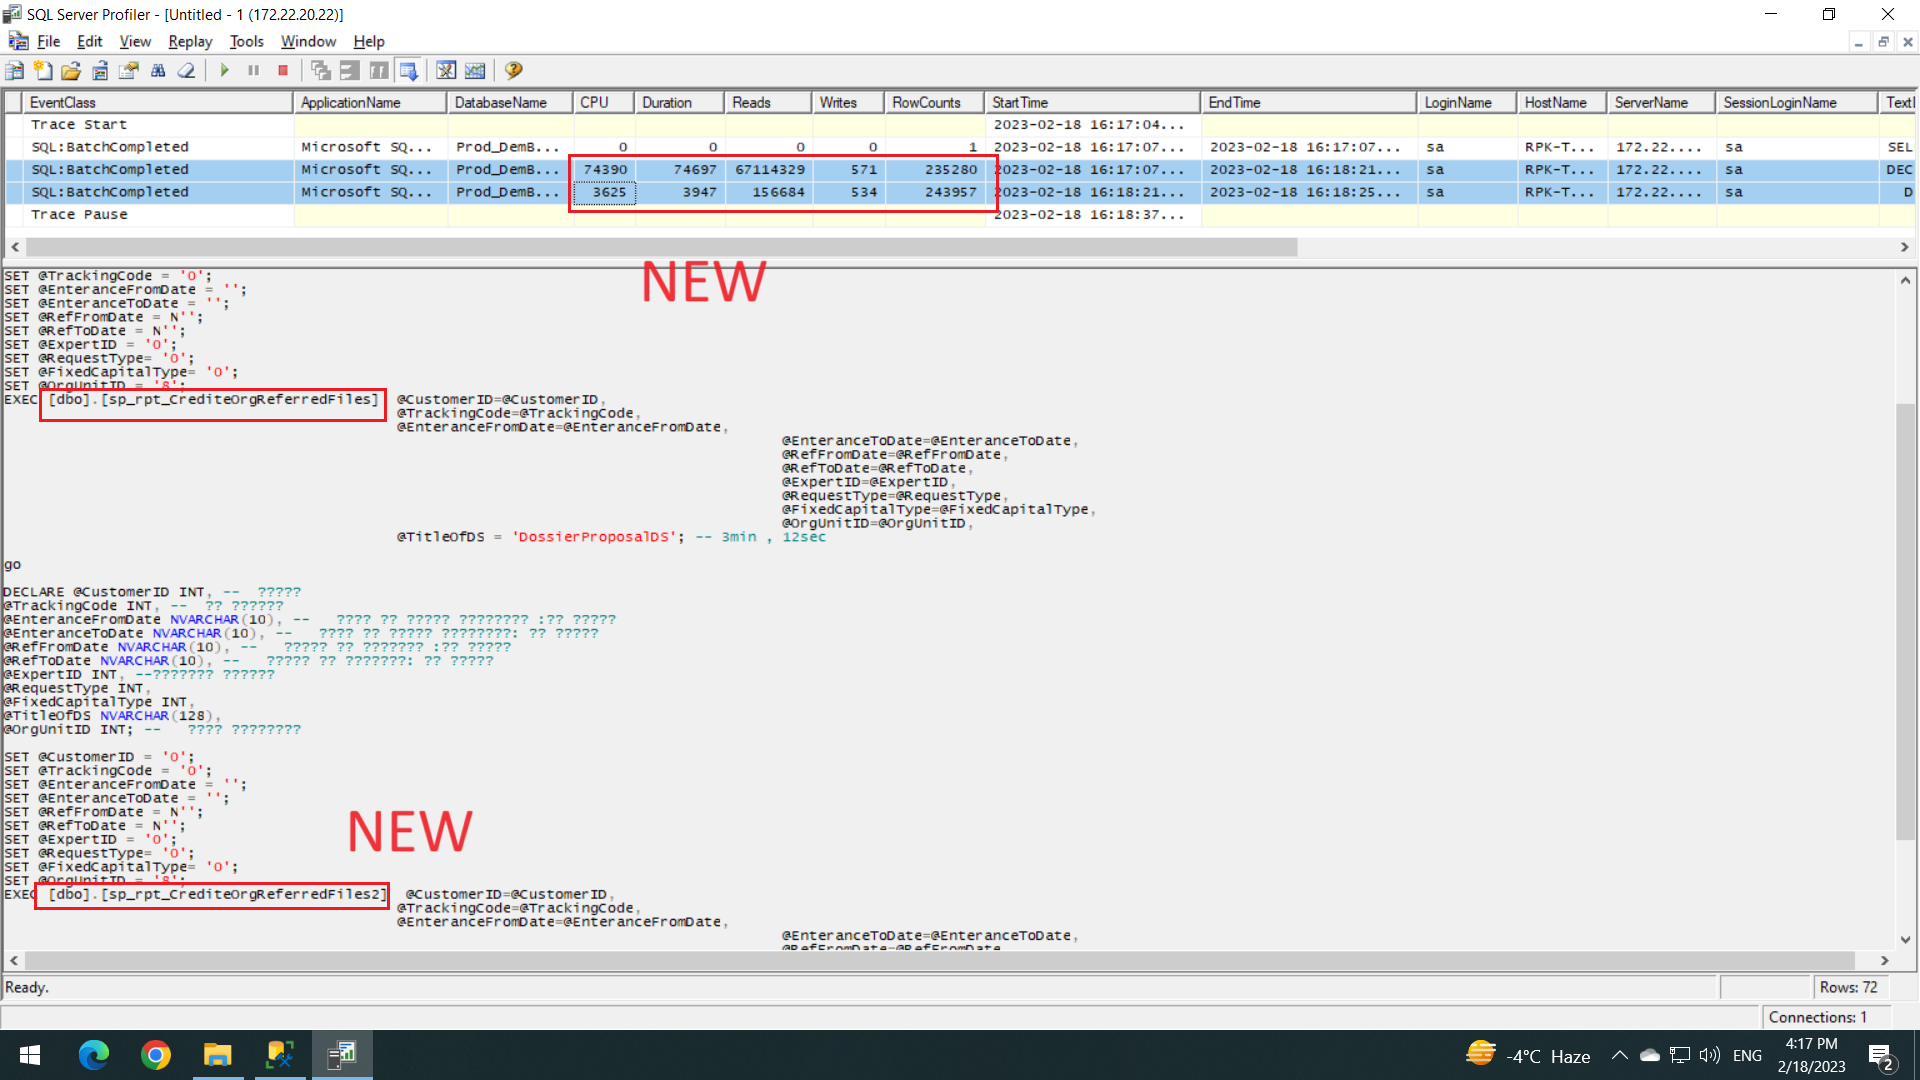 SQL Server Profiler - [Untitled - 1 (172.22.20.22)]
File Edit View Replay Tools Window Help
EventClass ApplicationName DatabaseName CPU Duration Reads Writes RowCounts StartTime EndTime LoginName HostName ServerName SessionLoginName
Trace Start 2023-02-18 16:17:04...
SQL:BatchCompleted Microsoft SQ... Prod_DemB... 0 0 0 0 1 2023-02-18 16:17:07... 2023-02-18 16:17:07... sa RPK-T... 172.22.... sa SEL
SQL:BatchCompleted Microsoft SQ... Prod_DemB... 74390 74697 67114329 571 235280 2023-02-18 16:17:07... 2023-02-18 16:18:21... sa RPK-T... 172.22.... sa DEC
SQL:BatchCompleted Microsoft SQ... Prod_DemB... 3625 3947 156684 534 243957 2023-02-18 16:18:21... 2023-02-18 16:18:25... sa RPK-T... 172.22.... sa D
Trace Pause 2023-02-18 16:18:37...
NEW
SET @TrackingCode = '0';
SET @EnteranceFromDate = '';
SET @EnteranceToDate = '';
SET @RefFromDate = N'';
SET @RefToDate = N'';
SET @ExpertID = '0';
SET @RequestType= '0';
SET @FixedCapitalType= '0';
SET @OrgUnitID = '8';
EXEC [dbo].[sp_rpt_CrediteOrgReferredFiles] @CustomerID=@CustomerID,
@TrackingCode=@TrackingCode,
@EnteranceFromDate=@EnteranceFromDate,
@EnteranceToDate=@EnteranceToDate,
@RefFromDate=@RefFromDate,
@RefToDate=@RefToDate,
@ExpertID=@ExpertID,
@RequestType=@RequestType,
@FixedCapitalType=@FixedCapitalType,
@OrgUnitID=@OrgUnitID,
@TitleOfDS = 'DossierProposalDS'; -- 3min , 12sec
go
DECLARE @CustomerID INT, -- ?????
@TrackingCode INT, -- ?? ??????
@EnteranceFromDate NVARCHAR(10), -- ???? ?? ????? ???????? :?? ?????
@EnteranceToDate NVARCHAR(10), -- ???? ?? ????? ????????: ?? ?????
@RefFromDate NVARCHAR(10), -- ????? ?? ??????? :?? ?????
@RefToDate NVARCHAR(10), -- ????? ?? ???????: ?? ?????
@ExpertID INT, --??????? ??????
@RequestType INT,
@FixedCapitalType INT,
@TitleOfDS NVARCHAR(128),
@OrgUnitID INT; -- ???? ????????
SET @CustomerID = '0';
SET @TrackingCode = '0';
SET @EnteranceFromDate = '';
SET @EnteranceToDate = '';
SET @RefFromDate = N'';
SET @RefToDate = N'';
SET @ExpertID = '0';
SET @RequestType= '0';
SET @FixedCapitalType= '0';
SET @OrgUnitID = '8';
NEW
EXEC [dbo].[sp_rpt_CrediteOrgReferredFiles2] @CustomerID=@CustomerID,
@TrackingCode=@TrackingCode,
@EnteranceFromDate=@EnteranceFromDate,
@EnteranceToDate=@EnteranceToDate,
@RefFromDate=@RefFromDate
Ready.
Rows: 72
Connections: 1
-4°C Haze ENG 4:17 PM
2/18/2023
2